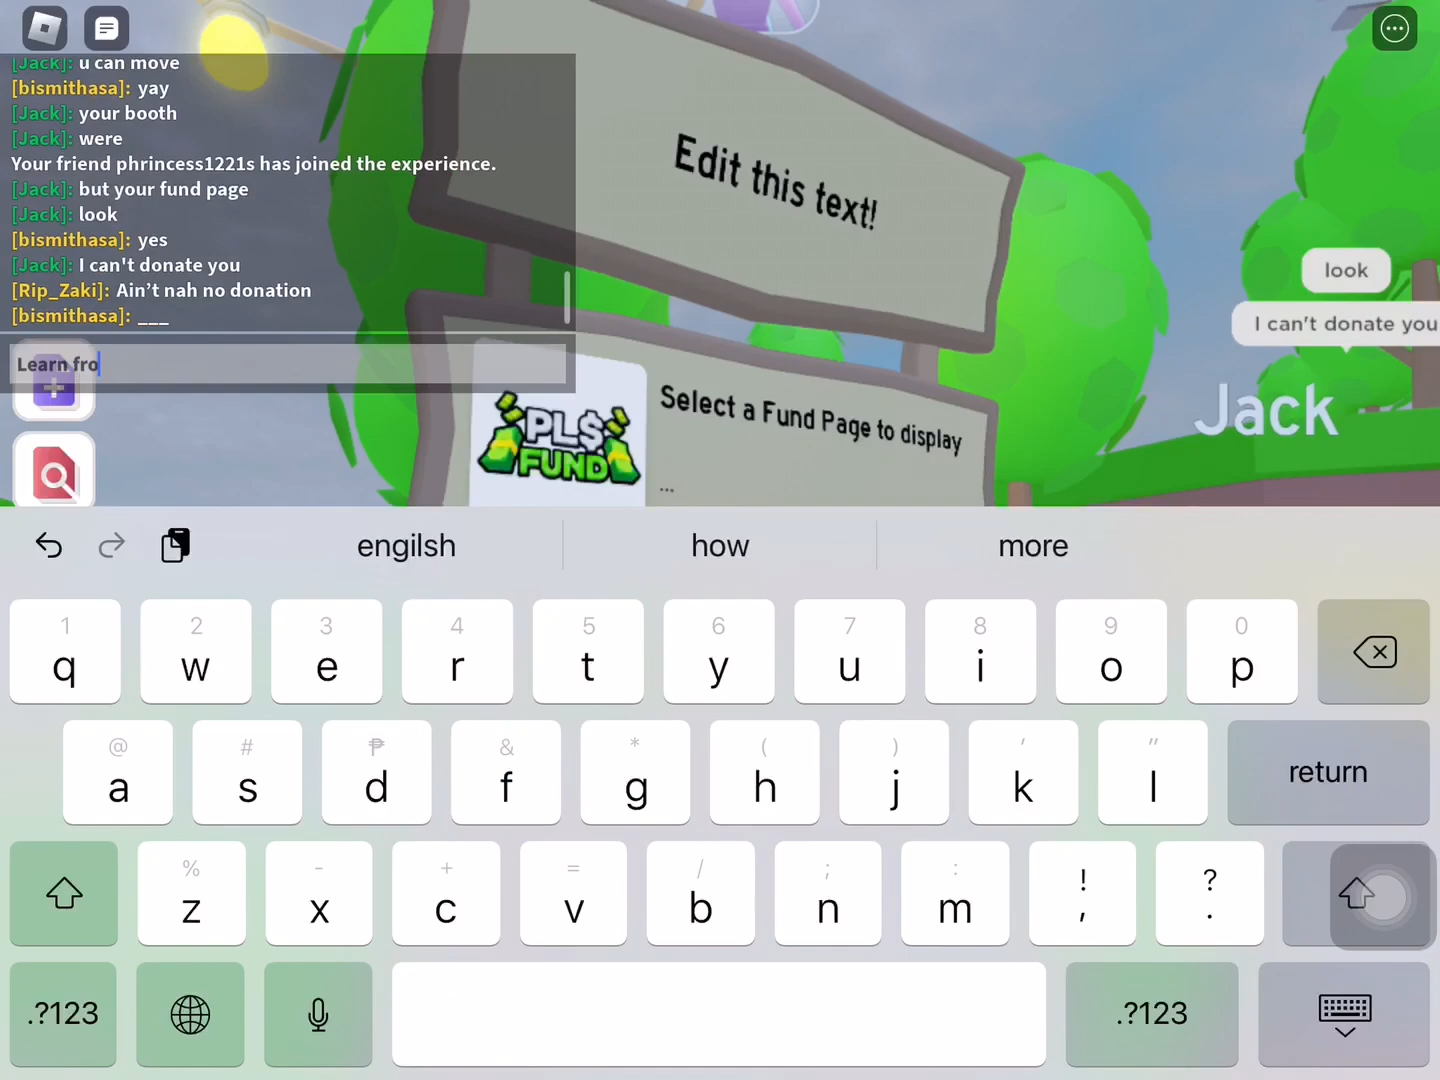 [Jack]: u can move
[bismithasa]: yay
[Jack]: your booth
[Jack]: were
Your friend phrincess1221s has joined the experience.
[Jack]: but your fund page
[Jack]: look
[bismithasa]: yes
[Jack]: I can't donate you
[Rip_Zaki]: Ain’t nah no donation
[bismithasa]: ___
Learn fro
Edit this text!
PL$
FUND
Select a Fund Page to display
...
look
I can't donate you
Jack
engilsh how more
1 2 3 4 5 6 7 8 9 0
q w e r t y u i o p
@ # ₱ & * ( ) ' "
a s d f g h j k l return
% - + = / ; : ! ?
z x c v b n m , .
.?123 .?123